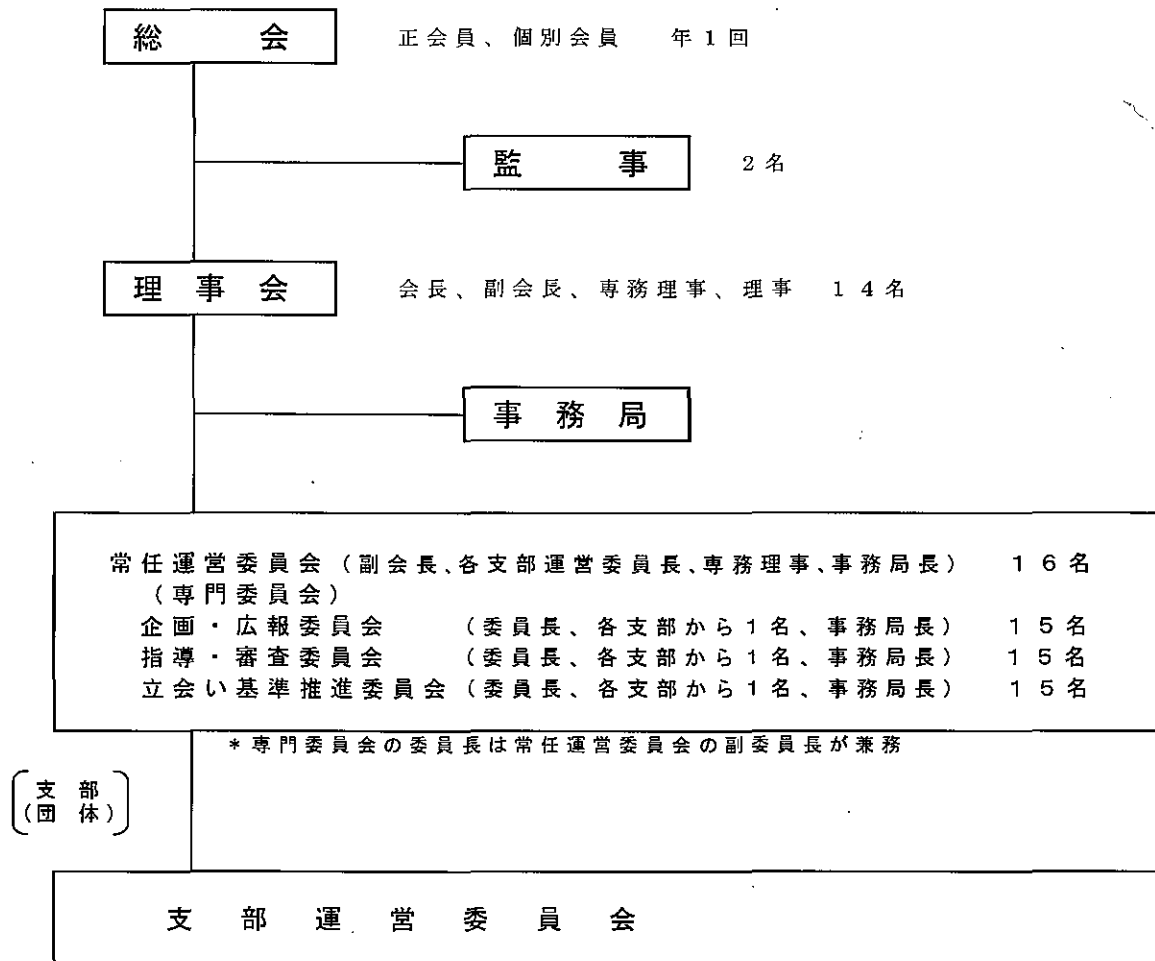 総会 正会員、個別会員 年1回
監事 2名
理事会 会長、副会長、専務理事、理事 14名
事務局
常任運営委員会(副会長、各支部運営委員長、専務理事、事務局長) 16名
(専門委員会)
企画・広報委員会 (委員長、各支部から1名、事務局長) 15名
指導・審査委員会 (委員長、各支部から1名、事務局長) 15名
立会い基準推進委員会(委員長、各支部から1名、事務局長) 15名
*専門委員会の委員長は常任運営委員会の副委員長が兼務
支部
(団体)
支部運営委員会